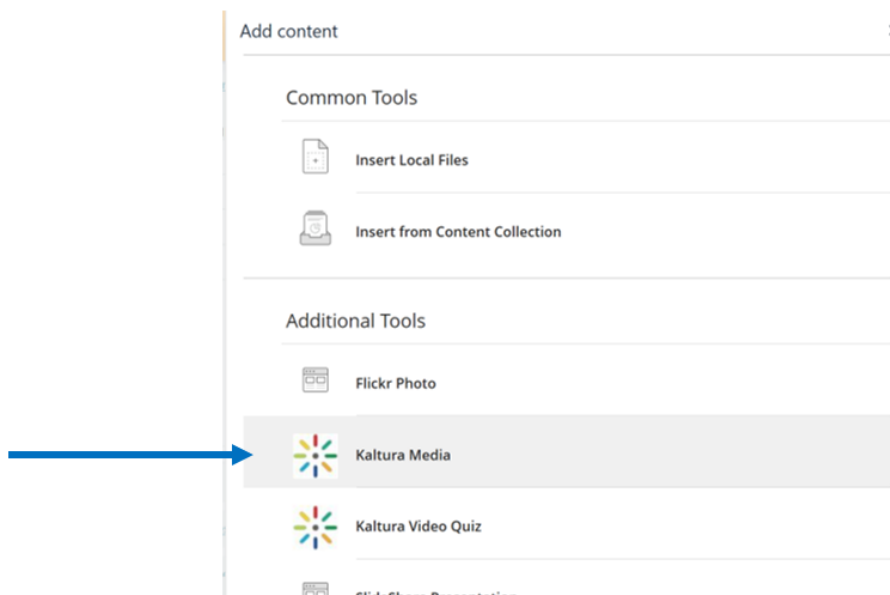 Add content
Common Tools
Insert Local Files
Insert from Content Collection
Additional Tools
Flickr Photo
Kaltura Media
Kaltura Video Quiz